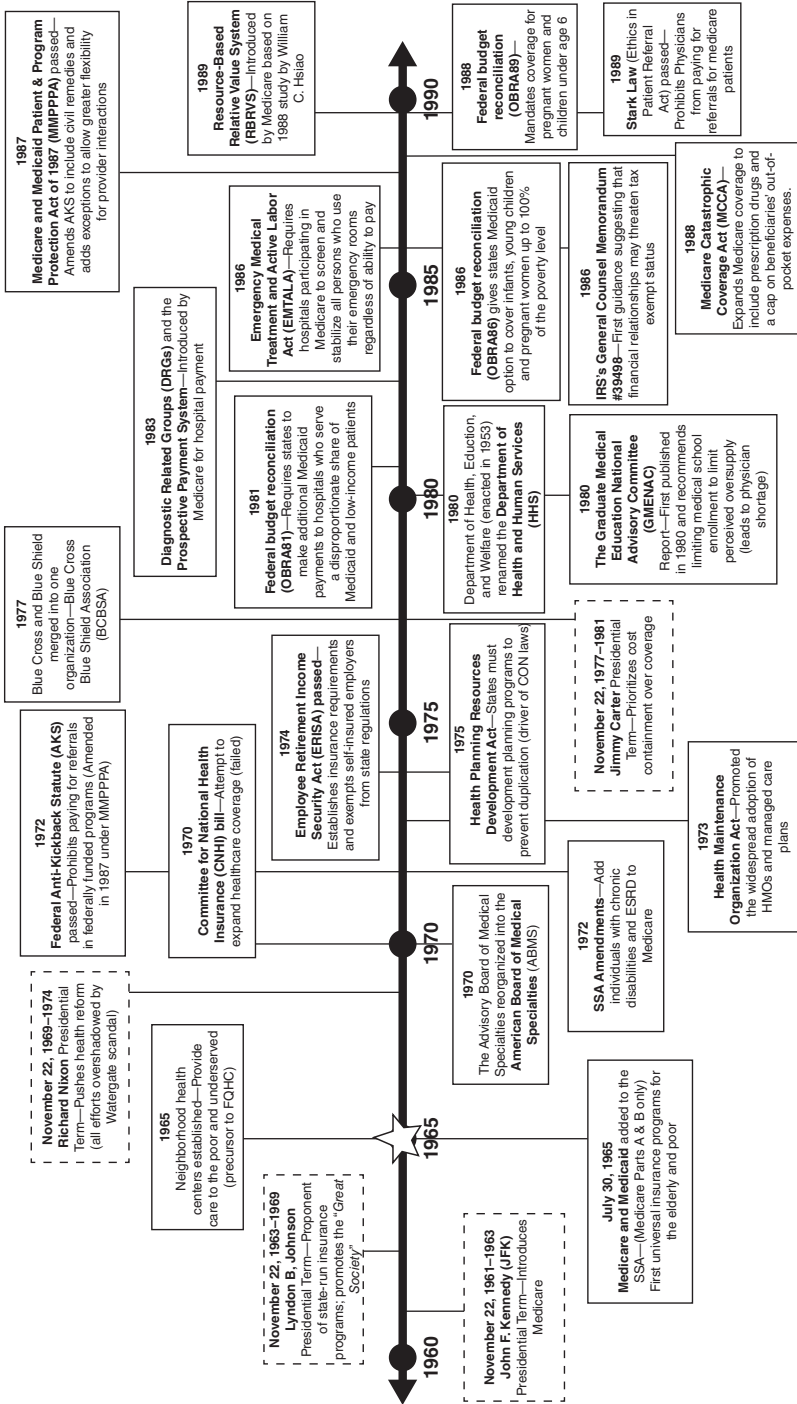 November 22, 1963–1969
Lyndon B, Johnson
Presidential Term—Proponent
of state-run insurance
programs; promotes the "Great
Society"
1965
Neighborhood health
centers established—Provide
care to the poor and underserved
(precursor to FQHC)
November 22, 1969–1974
Richard Nixon Presidential
Term—Pushes health reform
(all efforts overshadowed by
Watergate scandal)
1972
Federal Anti-Kickback Statute (AKS)
passed—Prohibits paying for referrals
in federally funded programs (Amended
in 1987 under MMPPPA)
1970
Committee for National Health
Insurance (CNHI) bill—Attempt to
expand healthcare coverage (failed)
1974
Employee Retirement Income
Security Act (ERISA) passed—
Establishes insurance requirements
and exempts self-insured employers
from state regulations
1977
Blue Cross and Blue Shield
merged into one
organization—Blue Cross
Blue Shield Association
(BCBSA)
1983
Diagnostic Related Groups (DRGs) and the
Prospective Payment System—Introduced by
Medicare for hospital payment
1981
Federal budget reconciliation
(OBRA81)—Requires states to
make additional Medicaid
payments to hospitals who serve
a disproportionate share of
Medicaid and low-income patients
1987
Medicare and Medicaid Patient & Program
Protection Act of 1987 (MMPPPA) passed—
Amends AKS to include civil remedies and
adds exceptions to allow greater flexibility
for provider interactions
1986
Emergency Medical
Treatment and Active Labor
Act (EMTALA)—Requires
hospitals participating in
Medicare to screen and
stabilize all persons who use
their emergency rooms
regardless of ability to pay
1989
Resource-Based
Relative Value System
(RBRVS)—Introduced
by Medicare based on
1988 study by William
C. Hsiao
1960
1965
1970
1975
1980
1985
1990
November 22, 1961–1963
John F. Kennedy (JFK)
Presidential Term—Introduces
Medicare
July 30, 1965
Medicare and Medicaid added to the
SSA—(Medicare Parts A & B only)
First universal insurance programs for
the elderly and poor
1970
The Advisory Board of Medical
Specialties reorganized into the
American Board of Medical
Specialties (ABMS)
1972
SSA Amendments—Add
individuals with chronic
disabilities and ESRD to
Medicare
1973
Health Maintenance
Organization Act—Promoted
the widespread adoption of
HMOs and managed care
plans
1975
Health Planning Resources
Development Act—States must
development planning programs to
prevent duplication (driver of CON laws)
November 22, 1977–1981
Jimmy Carter Presidential
Term—Prioritizes cost
containment over coverage
1980
Department of Health, Eduction,
and Welfare (enacted in 1953)
renamed the Department of
Health and Human Services
(HHS)
1980
The Graduate Medical
Education National
Advisory Committee
(GMENAC)
Report—First published
in 1980 and recommends
limiting medical school
enrollment to limit
perceived oversupply
(leads to physician
shortage)
1986
Federal budget reconciliation
(OBRA86) gives states Medicaid
option to cover infants, young children
and pregnant women up to 100%
of the poverty level
1986
IRS's General Counsel Memorandum
#39498—First guidance suggesting that
financial relationships may threaten tax
exempt status
1988
Medicare Catastrophic
Coverage Act (MCCA)—
Expands Medicare coverage to
include prescription drugs and
a cap on beneficiaries' out-of-
pocket expenses.
1988
Federal budget
reconciliation
(OBRA89)—
Mandates coverage for
pregnant women and
children under age 6
1989
Stark Law (Ethics in
Patient Referral
Act) passed—
Prohibits Physicians
from paying for
referrals for medicare
patients